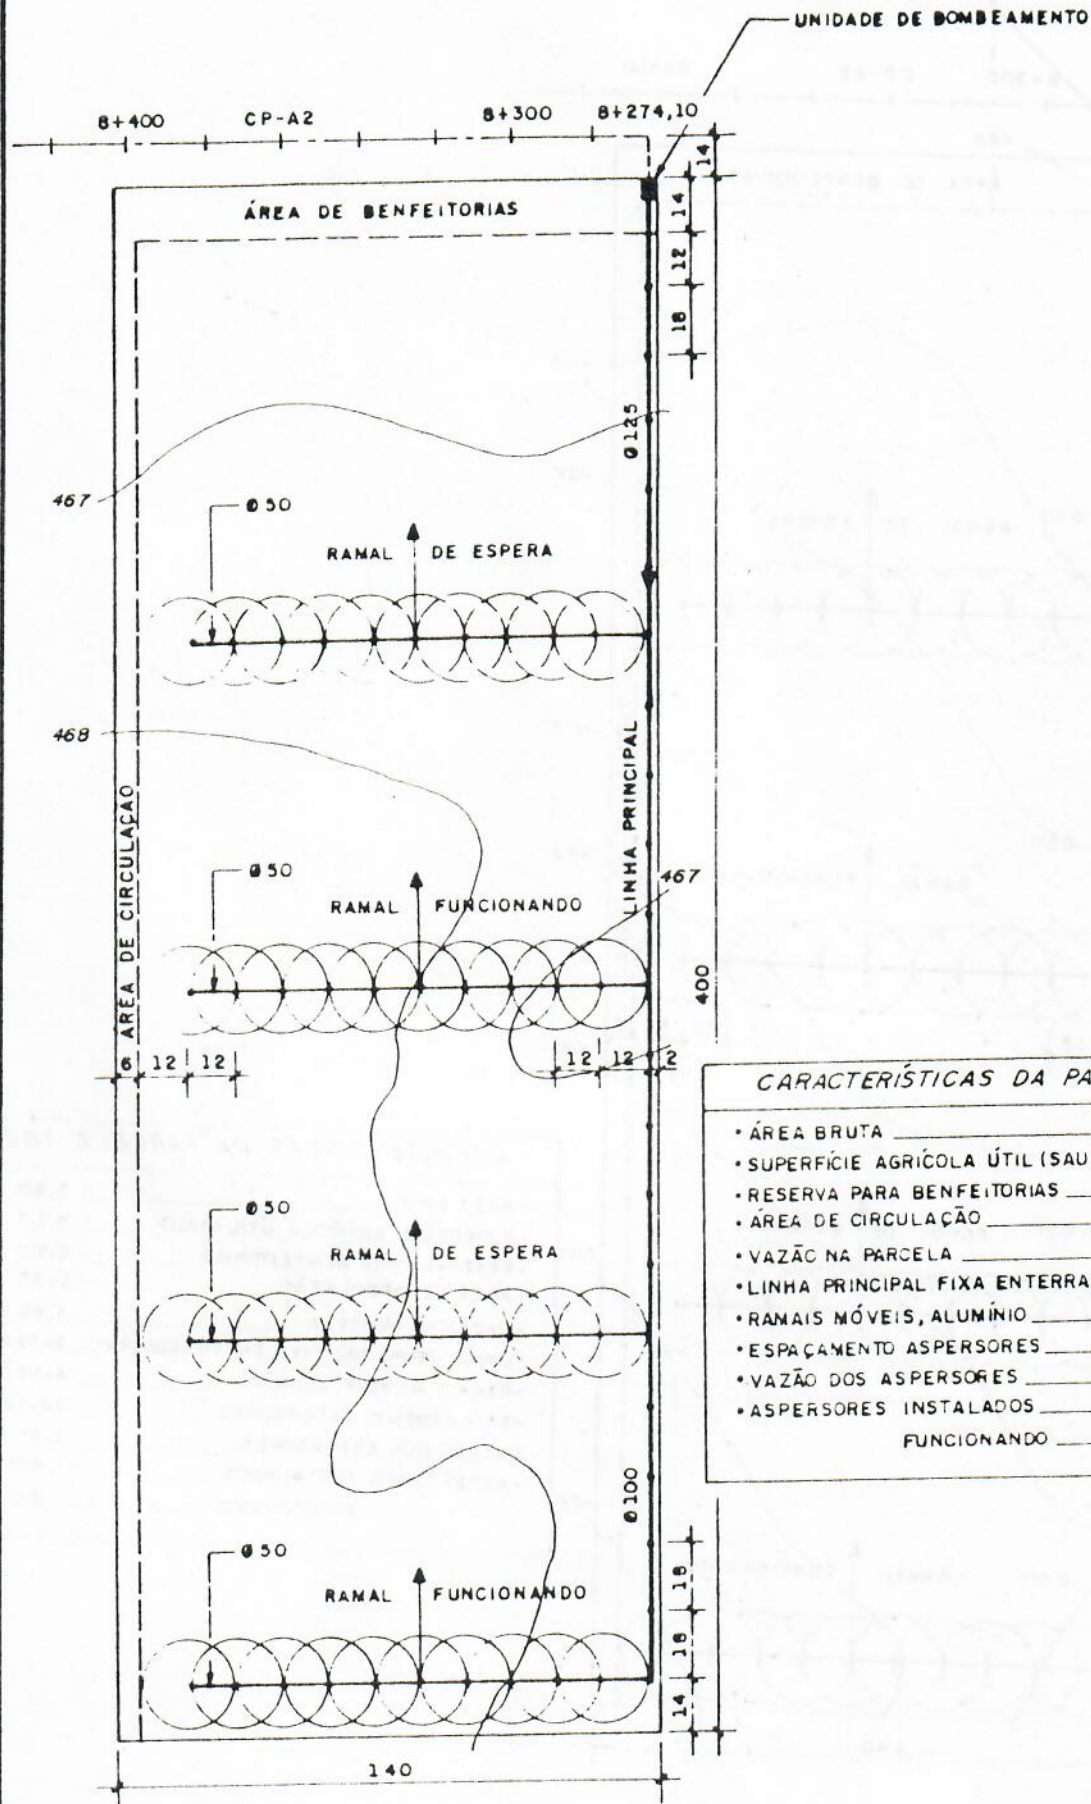 UNIDADE DE BOMBEAMENTO
8+400 CP-A2 8+300 8+274,10
14
ÁREA DE BENFEITORIAS
14
12
18
Ø125
467
Ø50
RAMAL DE ESPERA
468
LINHA PRINCIPAL
ÁREA DE CIRCULAÇÃO
Ø50
467
RAMAL FUNCIONANDO
400
6 12 12 12 12 2
CARACTERÍSTICAS DA PA
• ÁREA BRUTA
• SUPERFÍCIE AGRÍCOLA ÚTIL (SAU
• RESERVA PARA BENFEITORIAS
• ÁREA DE CIRCULAÇÃO
• VAZÃO NA PARCELA
• LINHA PRINCIPAL FIXA ENTERRA
• RAMAIS MÓVEIS, ALUMÍNIO
• ESPAÇAMENTO ASPERSORES
• VAZÃO DOS ASPERSORES
• ASPERSORES INSTALADOS
FUNCIONANDO
Ø50
RAMAL DE ESPERA
Ø100
Ø50
RAMAL FUNCIONANDO
18
18
14
140